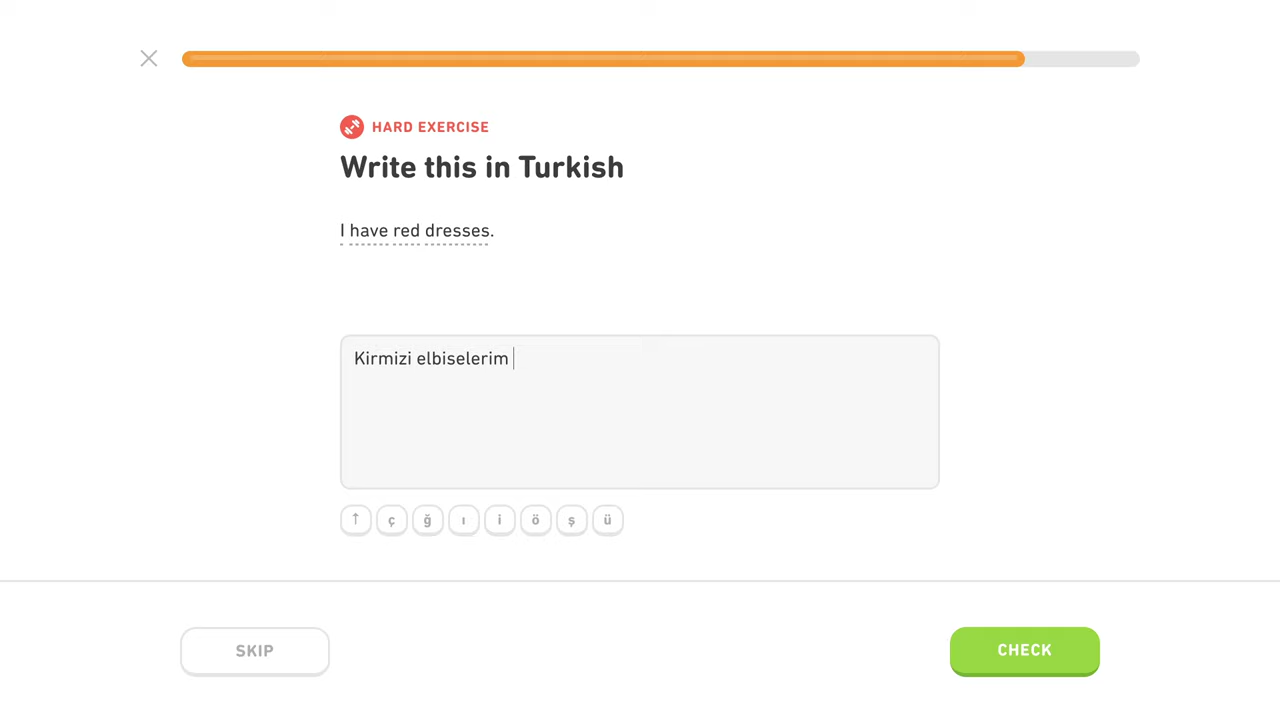 HARD EXERCISE
Write this in Turkish
I have red dresses.
Kirmizi elbiselerim
↑ ç ğ ı i ö ş ü
SKIP
CHECK